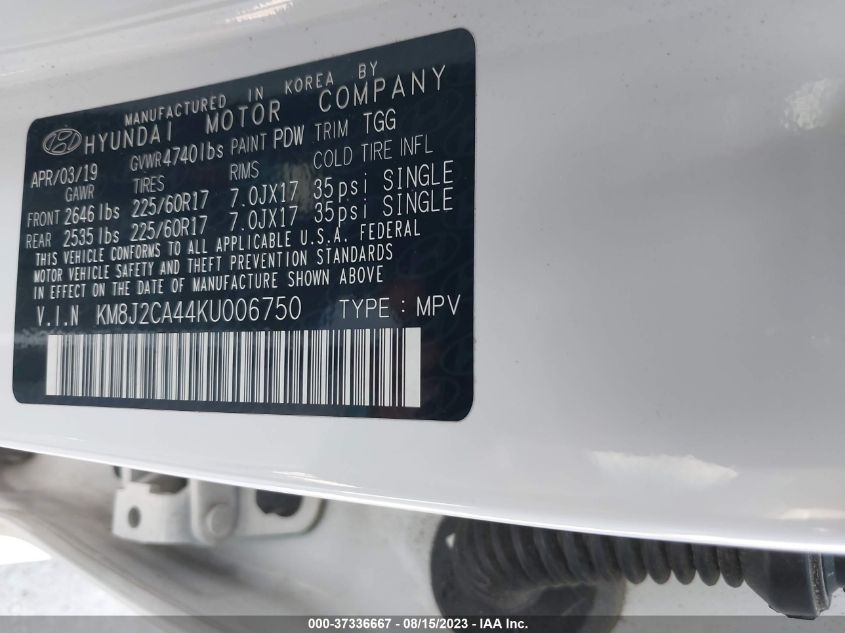 MANUFACTURED IN KOREA BY
HYUNDAI MOTOR COMPANY
APR/03/19 GVWR 4740lbs PAINT PDW TRIM TGG
GAWR TIRES RIMS COLD TIRE INFL
FRONT 2646 lbs 225/60R17 7.0JX17 35psi SINGLE
REAR 2535 lbs 225/60R17 7.0JX17 35psi SINGLE
THIS VEHICLE CONFORMS TO ALL APPLICABLE U.S.A. FEDERAL
MOTOR VEHICLE SAFETY AND THEFT PREVENTION STANDARDS
IN EFFECT ON THE DATE OF MANUFACTURE SHOWN ABOVE
V.I.N KM8J2CA44KU006750 TYPE : MPV
000-37336667 - 08/15/2023 - IAA Inc.